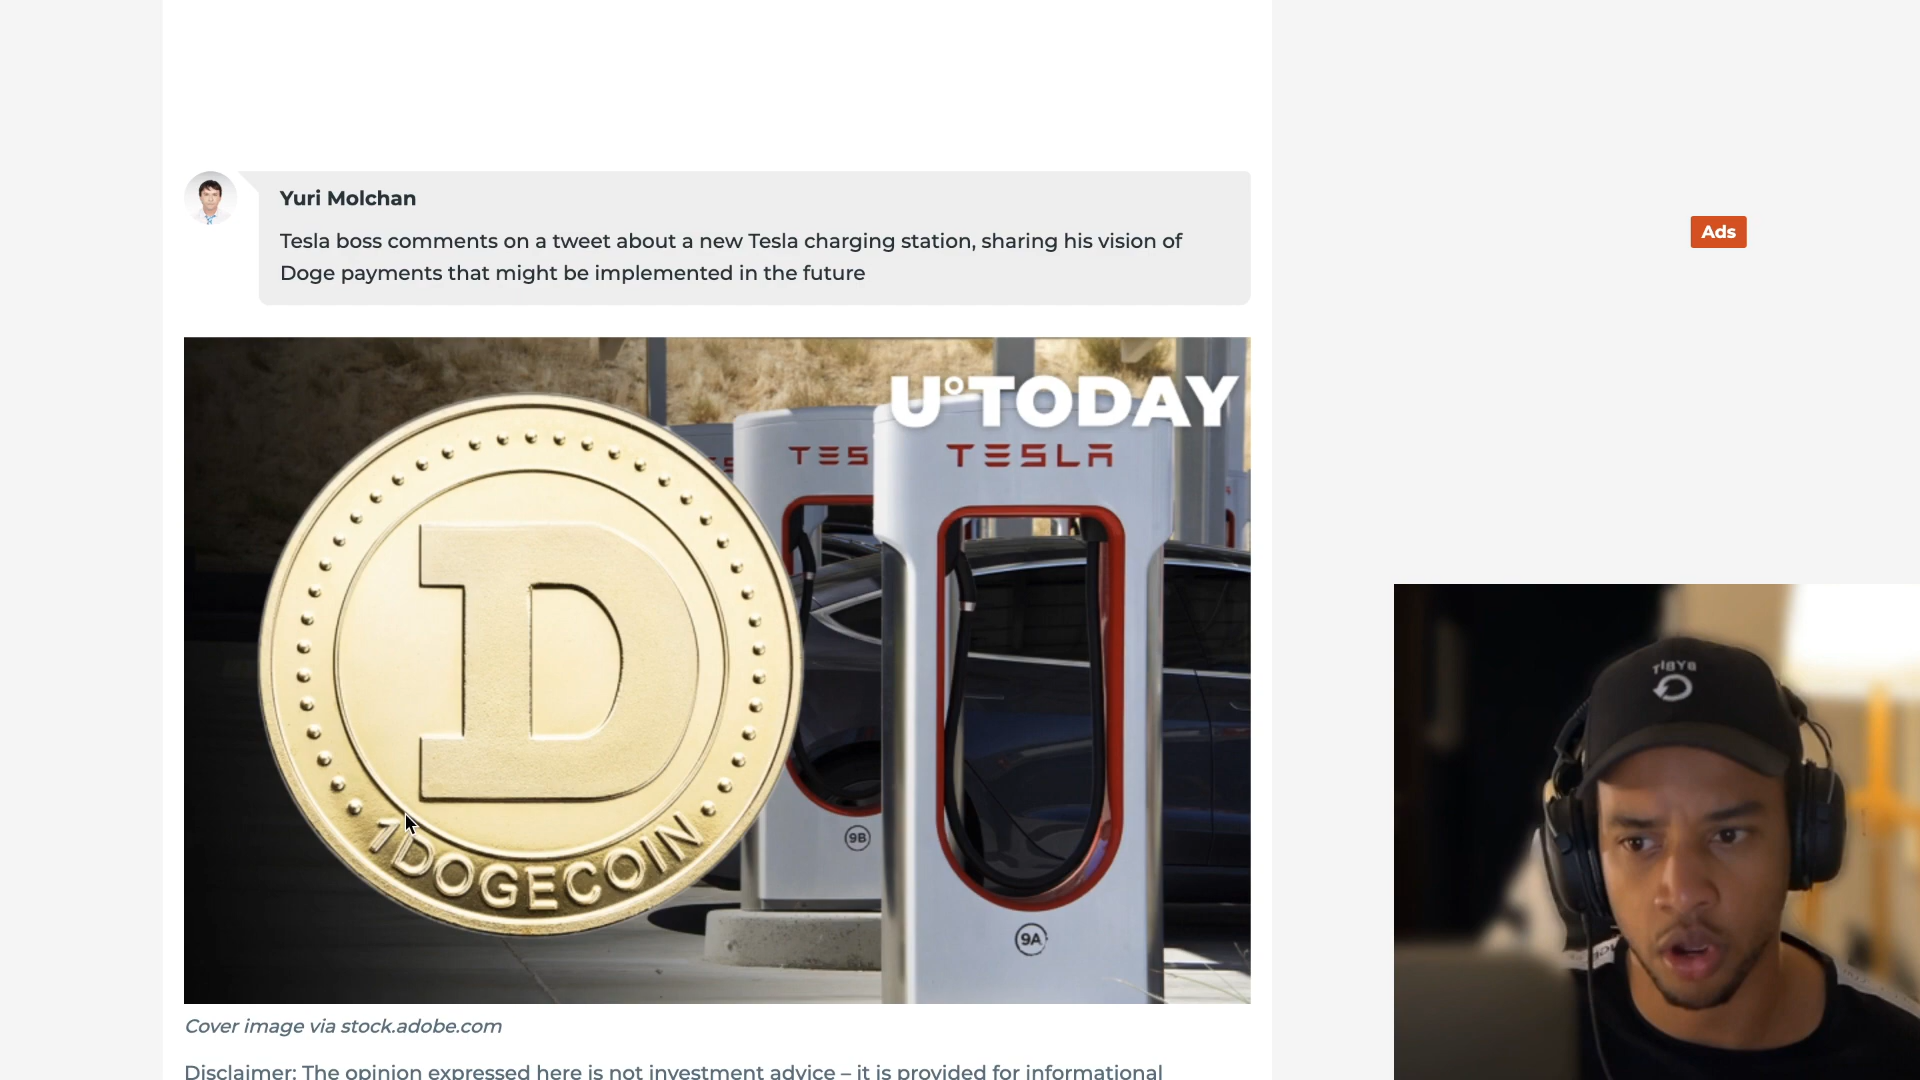 Yuri Molchan
Tesla boss comments on a tweet about a new Tesla charging station, sharing his vision of
Doge payments that might be implemented in the future
Ads
U°TODAY
TES
TESLA
1 DOGECOIN
9B
9A
Cover image via stock.adobe.com
Disclaimer: The opinion expressed here is not investment advice – it is provided for informational